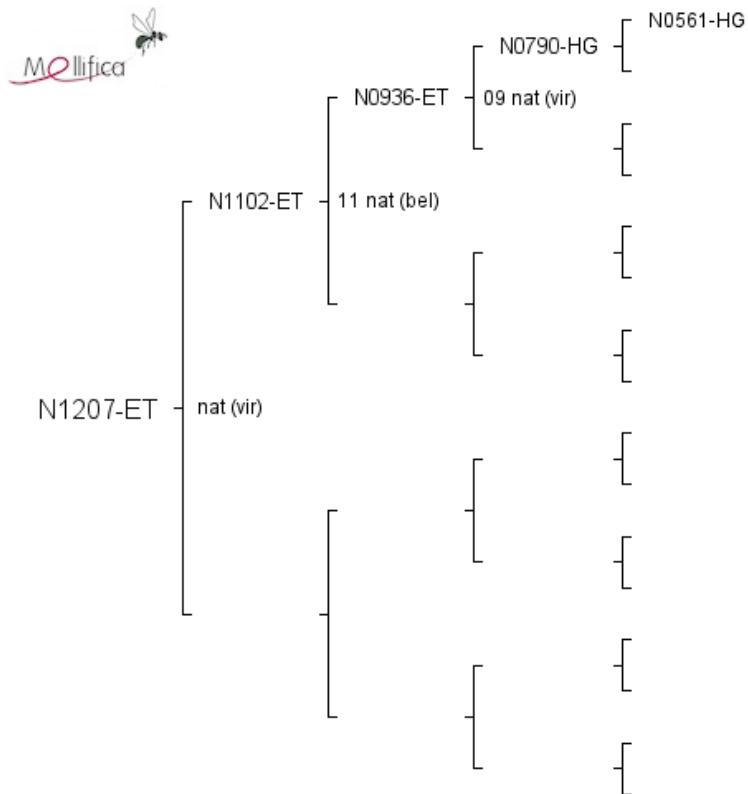 Mellifica
N0561-HG
N0790-HG
N0936-ET 09 nat (vir)
N1102-ET 11 nat (bel)
N1207-ET nat (vir)